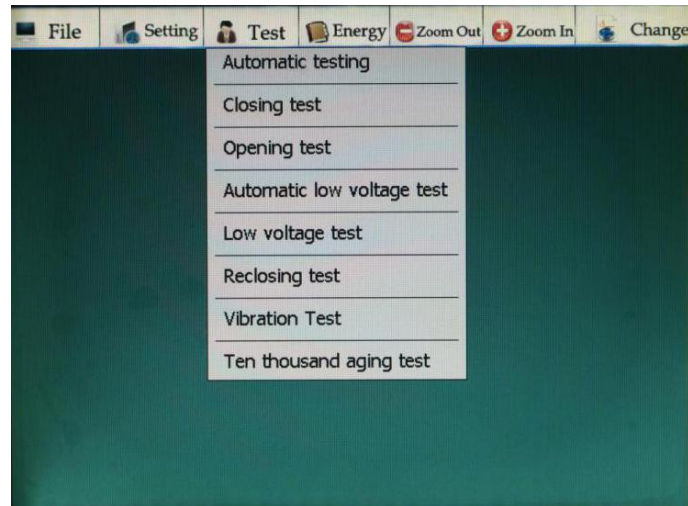 File Setting Test Energy Zoom Out Zoom In Change
Automatic testing
Closing test
Opening test
Automatic low voltage test
Low voltage test
Reclosing test
Vibration Test
Ten thousand aging test